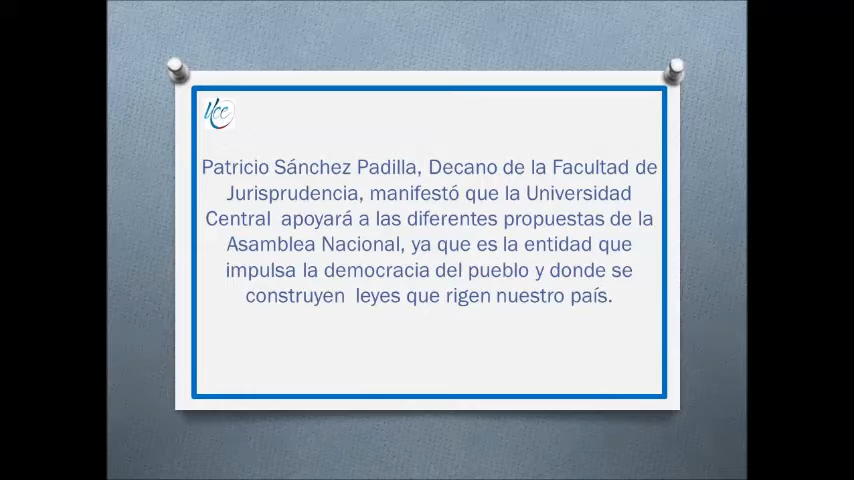 Ucc
Patricio Sánchez Padilla, Decano de la Facultad de
Jurisprudencia, manifestó que la Universidad
Central apoyará a las diferentes propuestas de la
Asamblea Nacional, ya que es la entidad que
impulsa la democracia del pueblo y donde se
construyen leyes que rigen nuestro país.